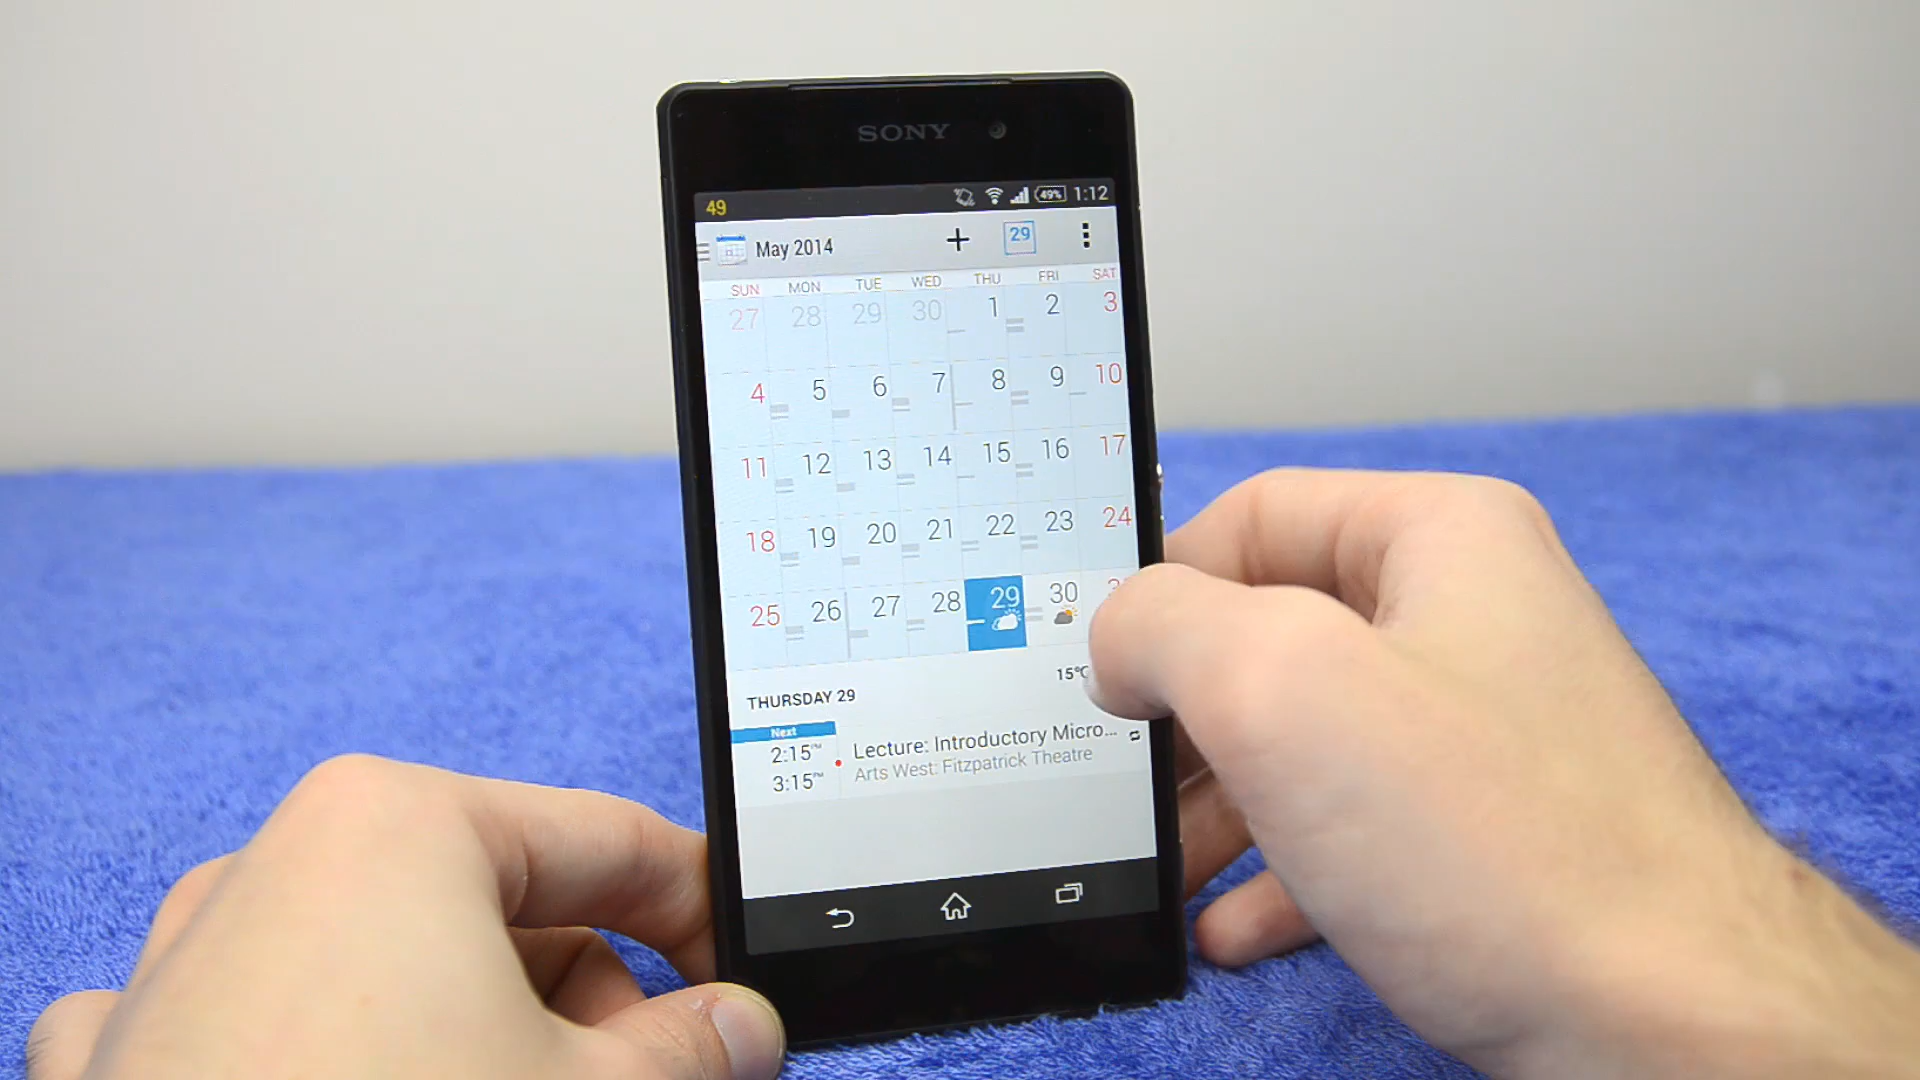 SONY
49 49% 1:12
May 2014 29
SUN MON TUE WED THU FRI SAT
27 28 29 30 1 2 3
4 5 6 7 8 9 10
11 12 13 14 15 16 17
18 19 20 21 22 23 24
25 26 27 28 29 30
THURSDAY 29 15°C
Next
2:15PM Lecture: Introductory Micro...
3:15PM Arts West: Fitzpatrick Theatre